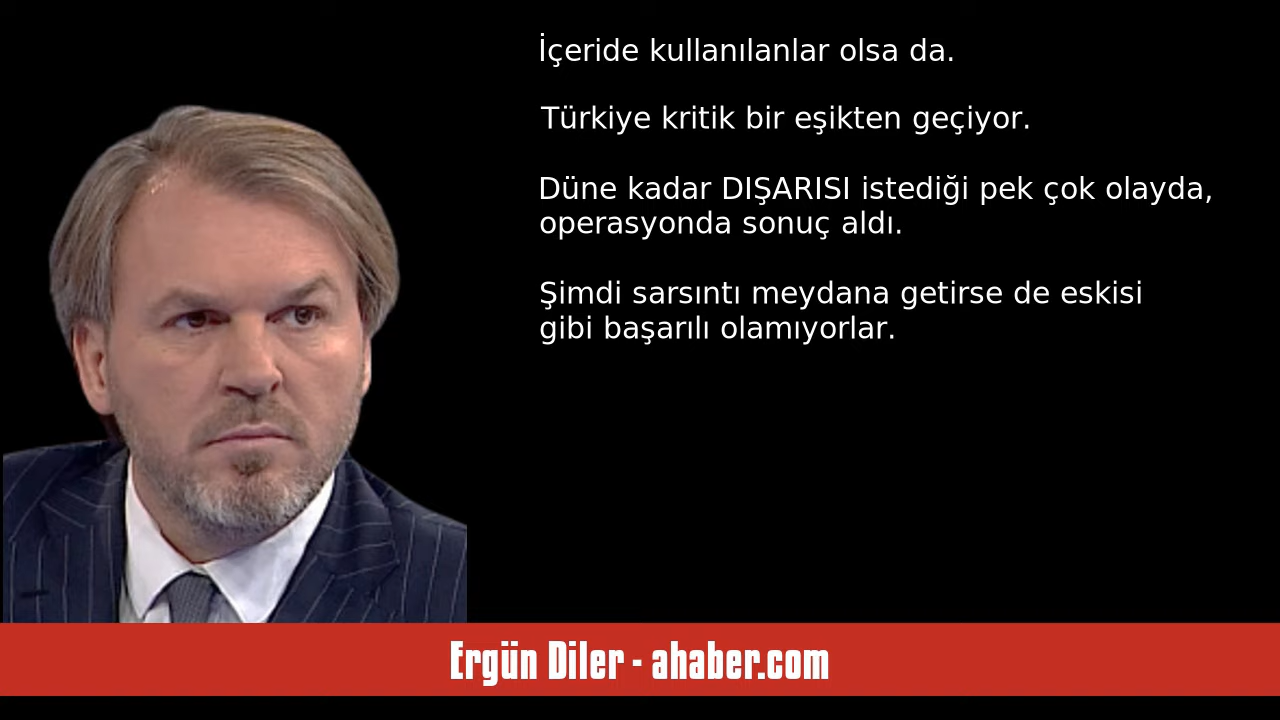 İçeride kullanılanlar olsa da.
Türkiye kritik bir eşikten geçiyor.
Düne kadar DIŞARISI istediği pek çok olayda,
operasyonda sonuç aldı.
Şimdi sarsıntı meydana getirse de eskisi
gibi başarılı olamıyorlar.
Ergün Diler - ahaber.com